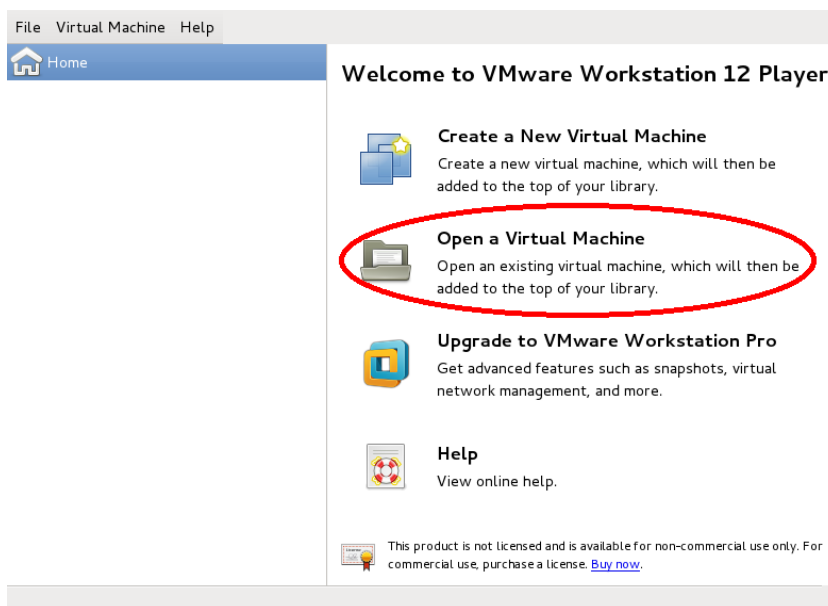 File Virtual Machine Help
Home
Welcome to VMware Workstation 12 Player
Create a New Virtual Machine
Create a new virtual machine, which will then be
added to the top of your library.
Open a Virtual Machine
Open an existing virtual machine, which will then be
added to the top of your library.
Upgrade to VMware Workstation Pro
Get advanced features such as snapshots, virtual
network management, and more.
Help
View online help.
This product is not licensed and is available for non-commercial use only. For
commercial use, purchase a license. Buy now.